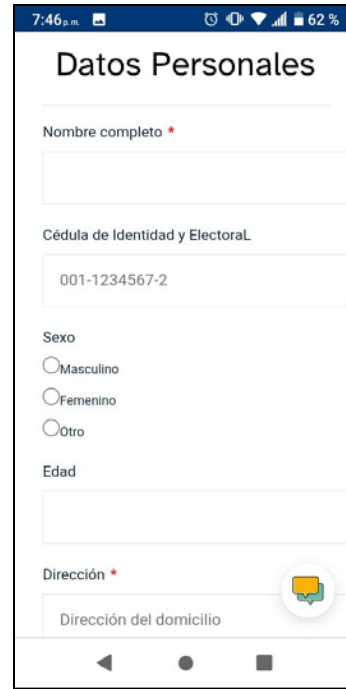 7:46 p. m. 62 %
Datos Personales
Nombre completo *
Cédula de Identidad y ElectoraL
001-1234567-2
Sexo
Masculino
Femenino
Otro
Edad
Dirección *
Dirección del domicilio